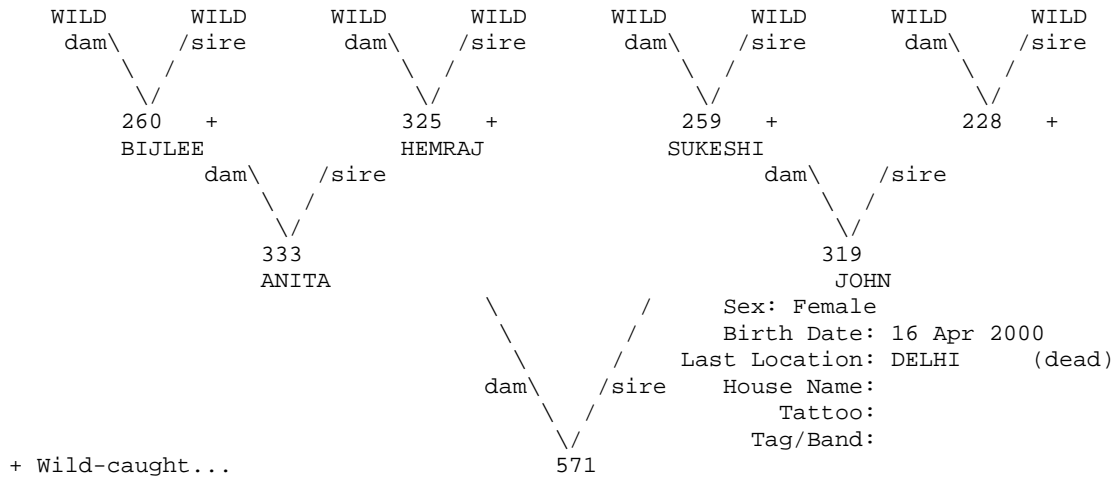 WILD WILD WILD WILD WILD WILD WILD WILD
dam\ /sire dam\ /sire dam\ /sire dam\ /sire
260 + 325 + 259 + 228 +
BIJLEE HEMRAJ SUKESHI
dam\ /sire dam\ /sire
333 319
ANITA JOHN
Sex: Female
Birth Date: 16 Apr 2000
Last Location: DELHI (dead)
dam\ /sire House Name:
Tattoo:
Tag/Band:
+ Wild-caught... 571